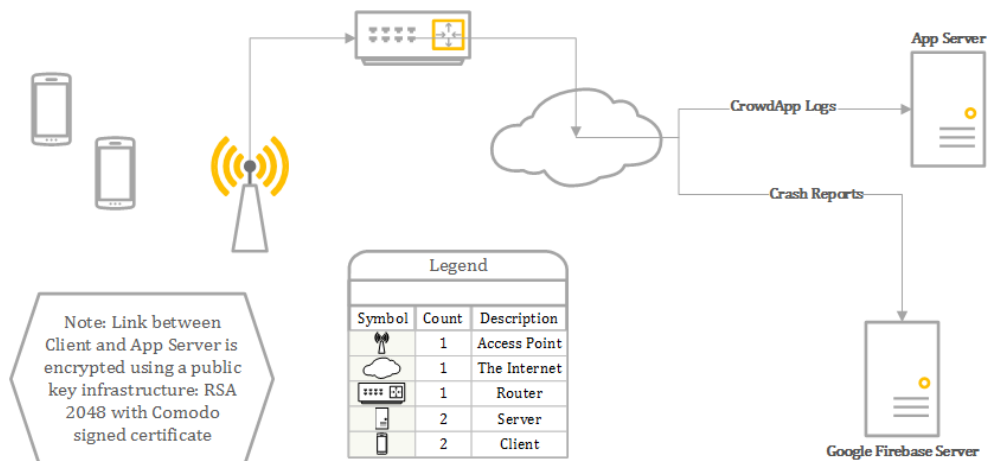 App Server
CrowdApp Logs
Crash Reports
Google Firebase Server
Note: Link between
Client and App Server is
encrypted using a public
key infrastructure: RSA
2048 with Comodo
signed certificate
Legend
Symbol Count Description
1 Access Point
1 The Internet
1 Router
2 Server
2 Client